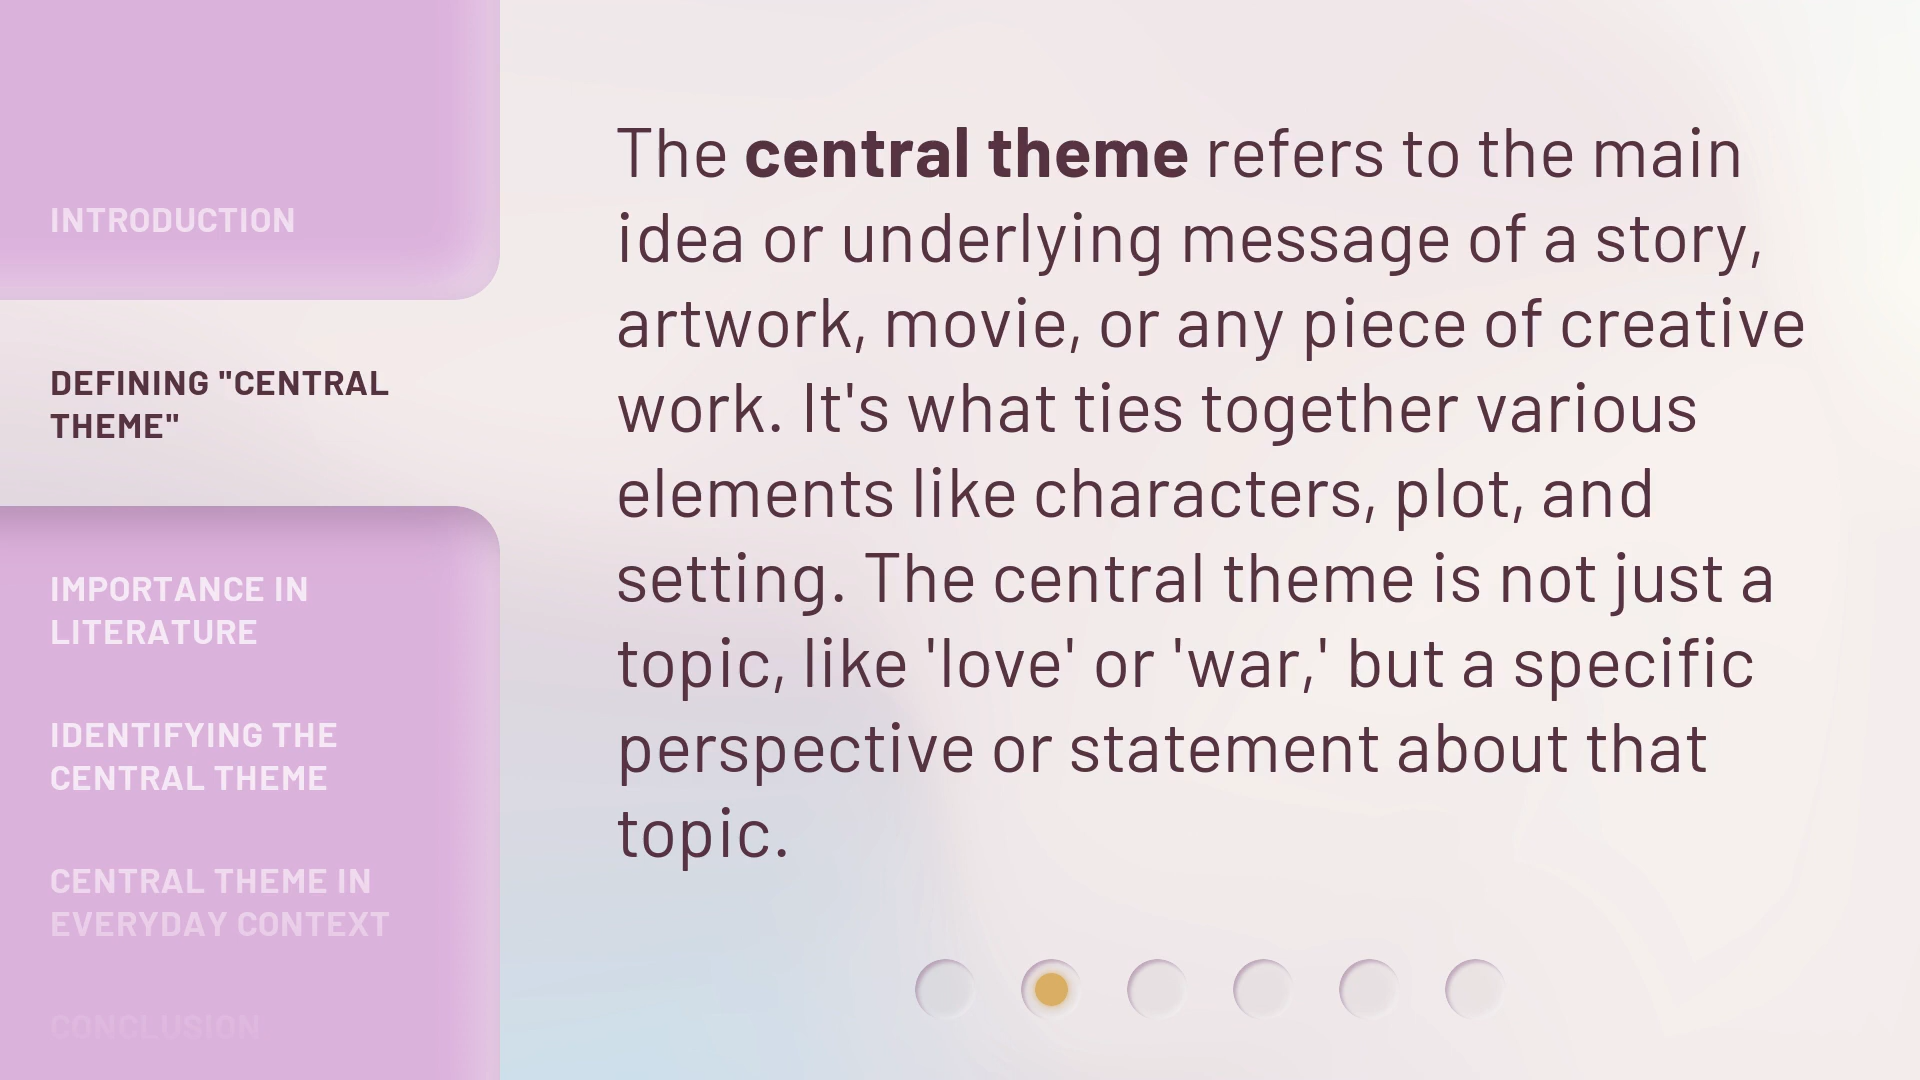 INTRODUCTION
DEFINING "CENTRAL
THEME"
IMPORTANCE IN
LITERATURE
IDENTIFYING THE
CENTRAL THEME
CENTRAL THEME IN
EVERYDAY CONTEXT
CONCLUSION
The central theme refers to the main
idea or underlying message of a story,
artwork, movie, or any piece of creative
work. It's what ties together various
elements like characters, plot, and
setting. The central theme is not just a
topic, like 'love' or 'war,' but a specific
perspective or statement about that
topic.